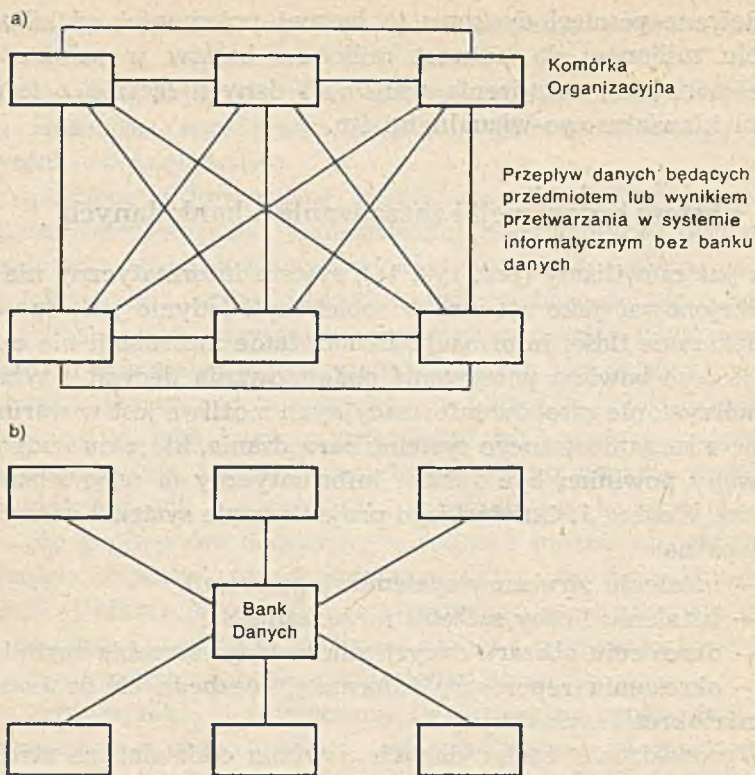 a)
Komórka
Organizacyjna
Przepływ danych będących
przedmiotem lub wynikiem
przetwarzania w systemie
informatycznym bez banku
danych
b)
Bank
Danych